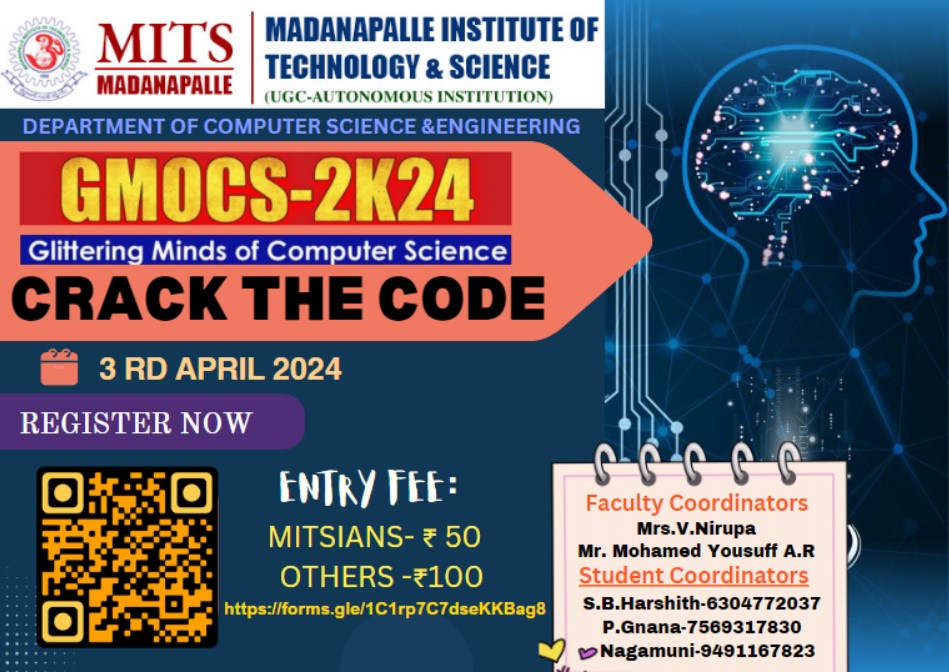 MITS
MADANAPALLE
MADANAPALLE INSTITUTE OF
TECHNOLOGY & SCIENCE
(UGC-AUTONOMOUS INSTITUTION)
DEPARTMENT OF COMPUTER SCIENCE &ENGINEERING
GMOCS-2K24
Glittering Minds of Computer Science
CRACK THE CODE
3 RD APRIL 2024
REGISTER NOW
ENTRY FEE:
MITSIANS- ₹ 50
OTHERS -₹100
https://forms.gle/1C1rp7C7dseKKBag8
Faculty Coordinators
Mrs.V.Nirupa
Mr. Mohamed Yousuff A.R
Student Coordinators
S.B.Harshith-6304772037
P.Gnana-7569317830
Nagamuni-9491167823